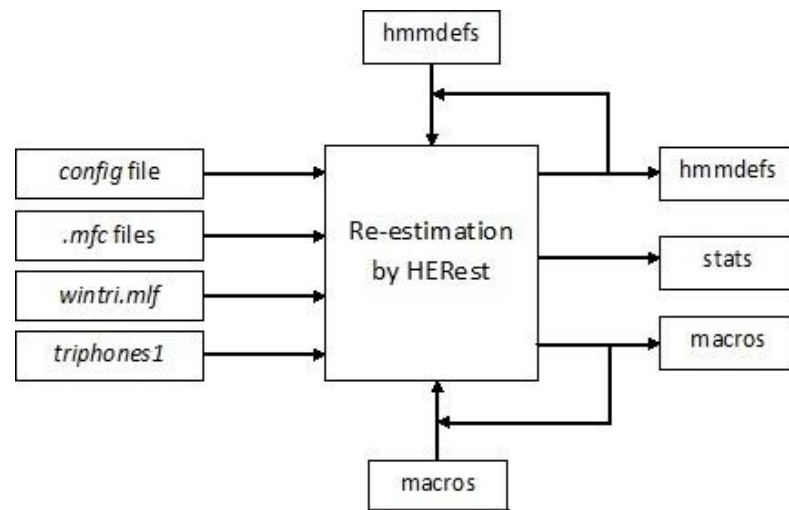 hmmdefs
config file
.mfc files
wintri.mlf
triphones1
Re-estimation
by HERest
hmmdefs
stats
macros
macros